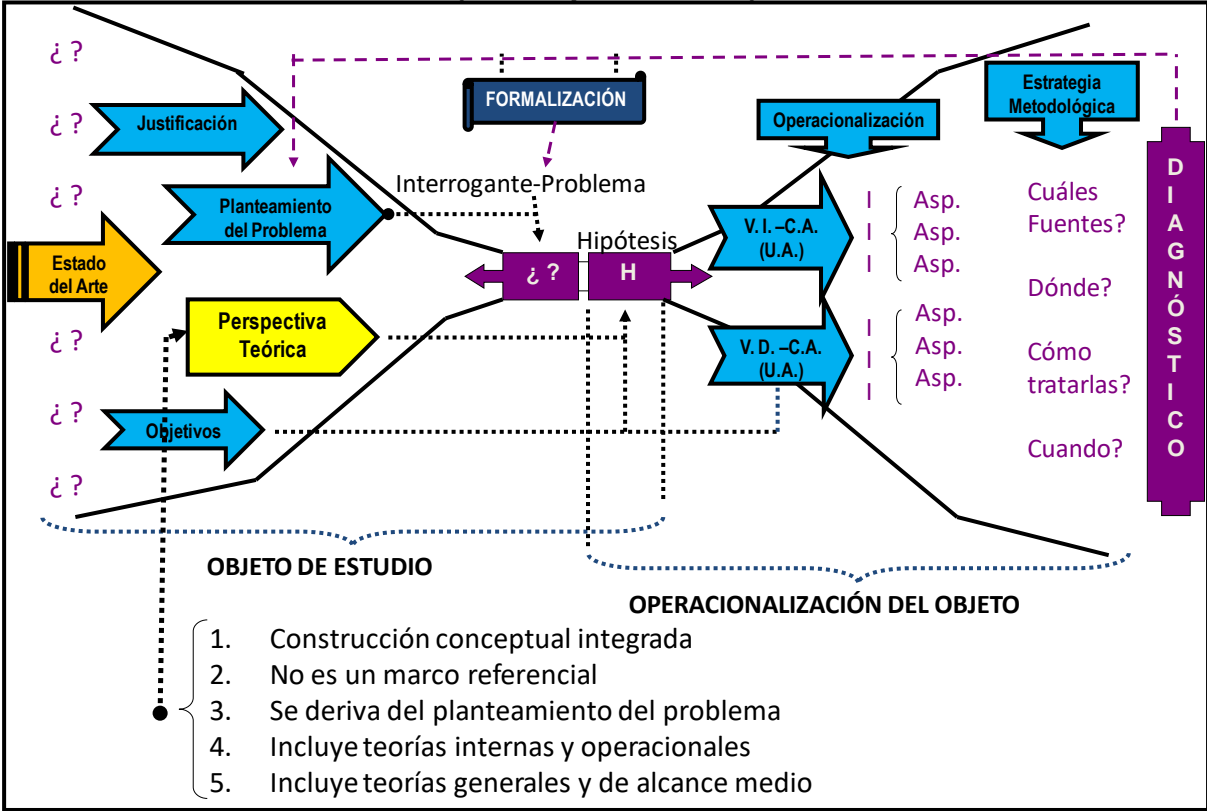 ¿ ?
¿ ?
¿ ?
¿ ?
¿ ?
¿ ?
Justificación
Planteamiento
del Problema
Estado
del Arte
Perspectiva
Teórica
Objetivos
FORMALIZACIÓN
Interrogante-Problema
Hipótesis
¿ ?
H
Operacionalización
Estrategia
Metodológica
V. I. –C.A.
(U.A.)
I
I
I
Asp.
Asp.
Asp.
V. D. –C.A.
(U.A.)
I
I
I
Asp.
Asp.
Asp.
Cuáles
Fuentes?
Dónde?
Cómo
tratarlas?
Cuando?
D
I
A
G
N
Ó
S
T
I
C
O
OBJETO DE ESTUDIO
OPERACIONALIZACIÓN DEL OBJETO
1. Construcción conceptual integrada
2. No es un marco referencial
3. Se deriva del planteamiento del problema
4. Incluye teorías internas y operacionales
5. Incluye teorías generales y de alcance medio